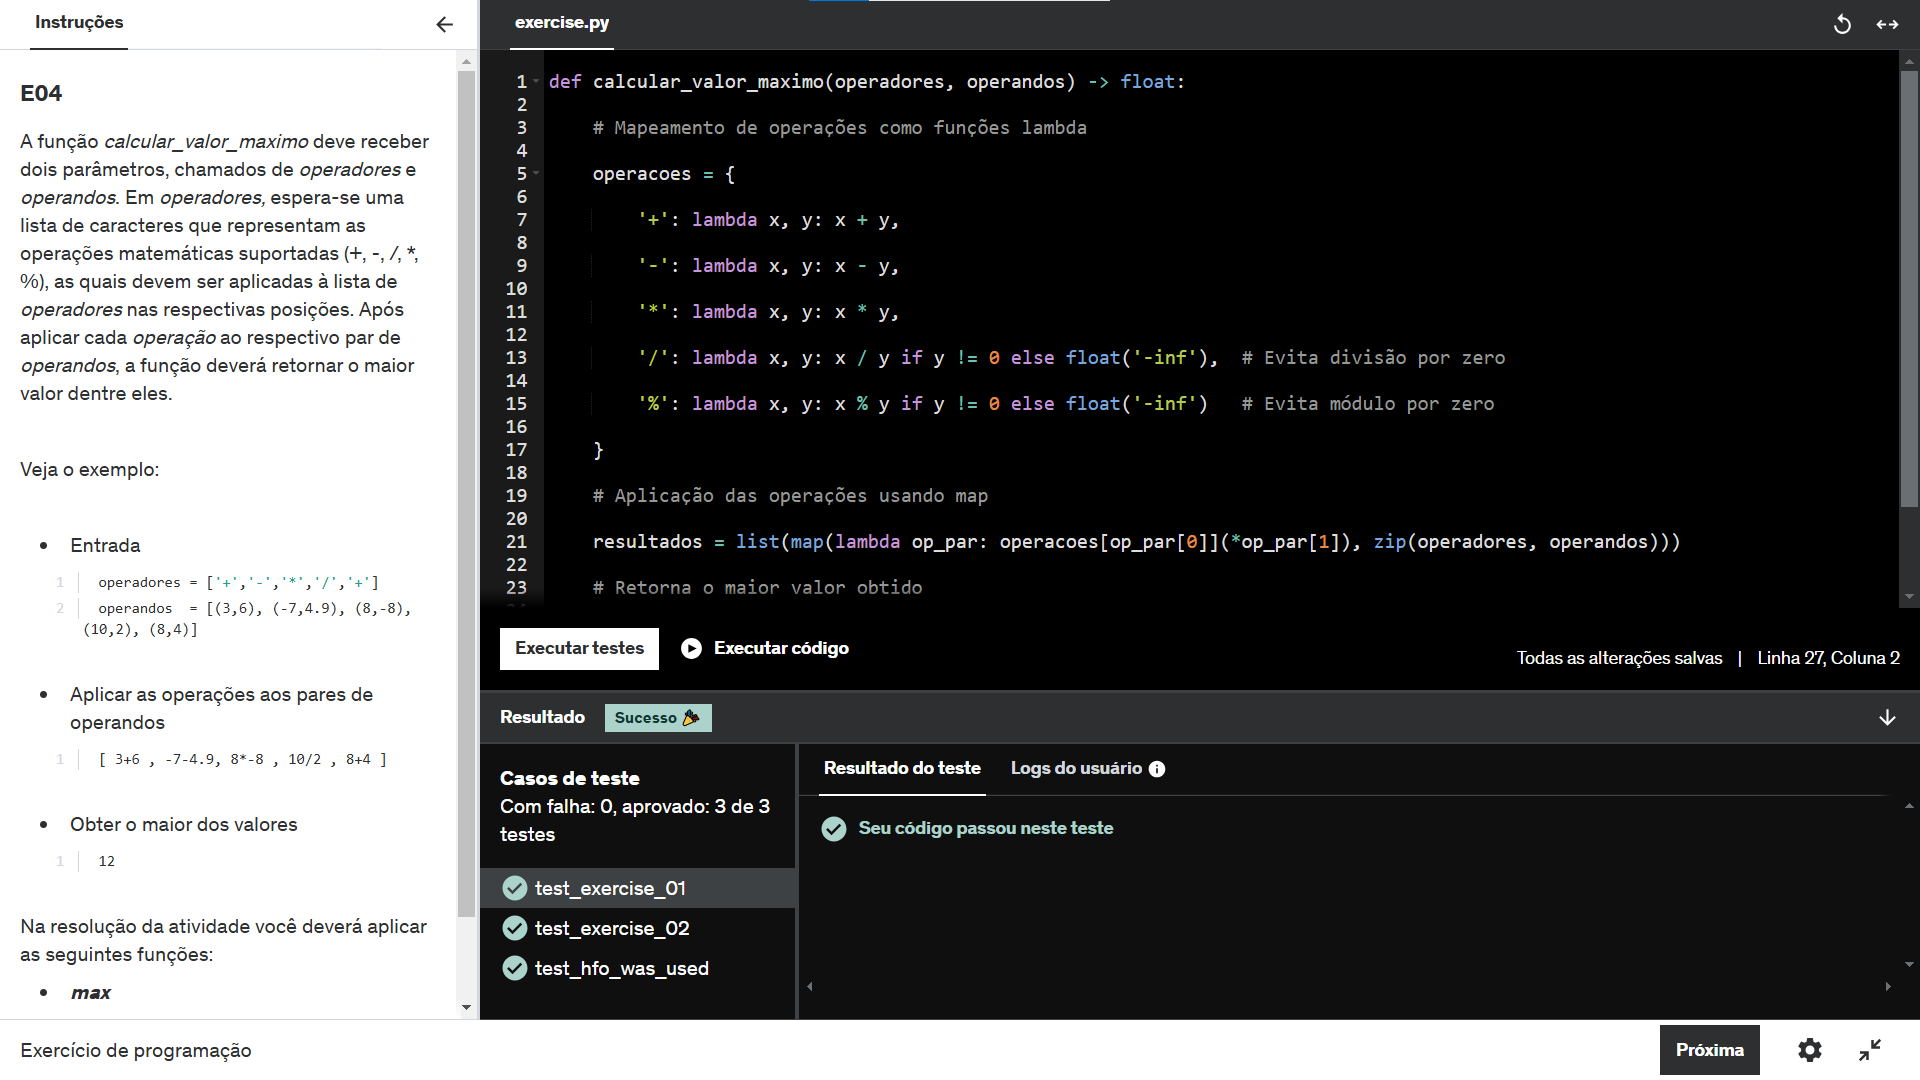 Instruções
E04
A função calcular_valor_maximo deve receber
dois parâmetros, chamados de operadores e
operandos. Em operadores, espera-se uma
lista de caracteres que representam as
operações matemáticas suportadas (+, -, /, *,
%), as quais devem ser aplicadas à lista de
operadores nas respectivas posições. Após
aplicar cada operação ao respectivo par de
operandos, a função deverá retornar o maior
valor dentre eles.
Veja o exemplo:
• Entrada
1 operadores = ['+','-','*','/','+']
2 operandos  = [(3,6), (-7,4.9), (8,-8),
(10,2), (8,4)]
• Aplicar as operações aos pares de
operandos
1 [ 3+6 , -7-4.9, 8*-8 , 10/2 , 8+4 ]
• Obter o maior dos valores
1 12
Na resolução da atividade você deverá aplicar
as seguintes funções:
• max
exercise.py
1 def calcular_valor_maximo(operadores, operandos) -> float:
2
3     # Mapeamento de operações como funções lambda
4
5     operacoes = {
6
7         '+': lambda x, y: x + y,
8
9         '-': lambda x, y: x - y,
10
11         '*': lambda x, y: x * y,
12
13         '/': lambda x, y: x / y if y != 0 else float('-inf'),  # Evita divisão por zero
14
15         '%': lambda x, y: x % y if y != 0 else float('-inf')   # Evita módulo por zero
16
17     }
18
19     # Aplicação das operações usando map
20
21     resultados = list(map(lambda op_par: operacoes[op_par[0]](*op_par[1]), zip(operadores, operandos)))
22
23     # Retorna o maior valor obtido
Executar testes
Executar código
Todas as alterações salvas | Linha 27, Coluna 2
Resultado
Sucesso
Casos de teste
Com falha: 0, aprovado: 3 de 3
testes
test_exercise_01
test_exercise_02
test_hfo_was_used
Resultado do teste
Logs do usuário
Seu código passou neste teste
Exercício de programação
Próxima